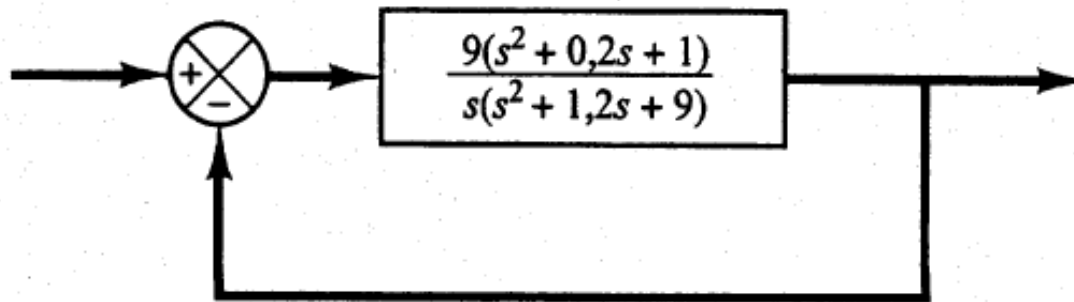 +
−
9(s² + 0,2s + 1)
s(s² + 1,2s + 9)